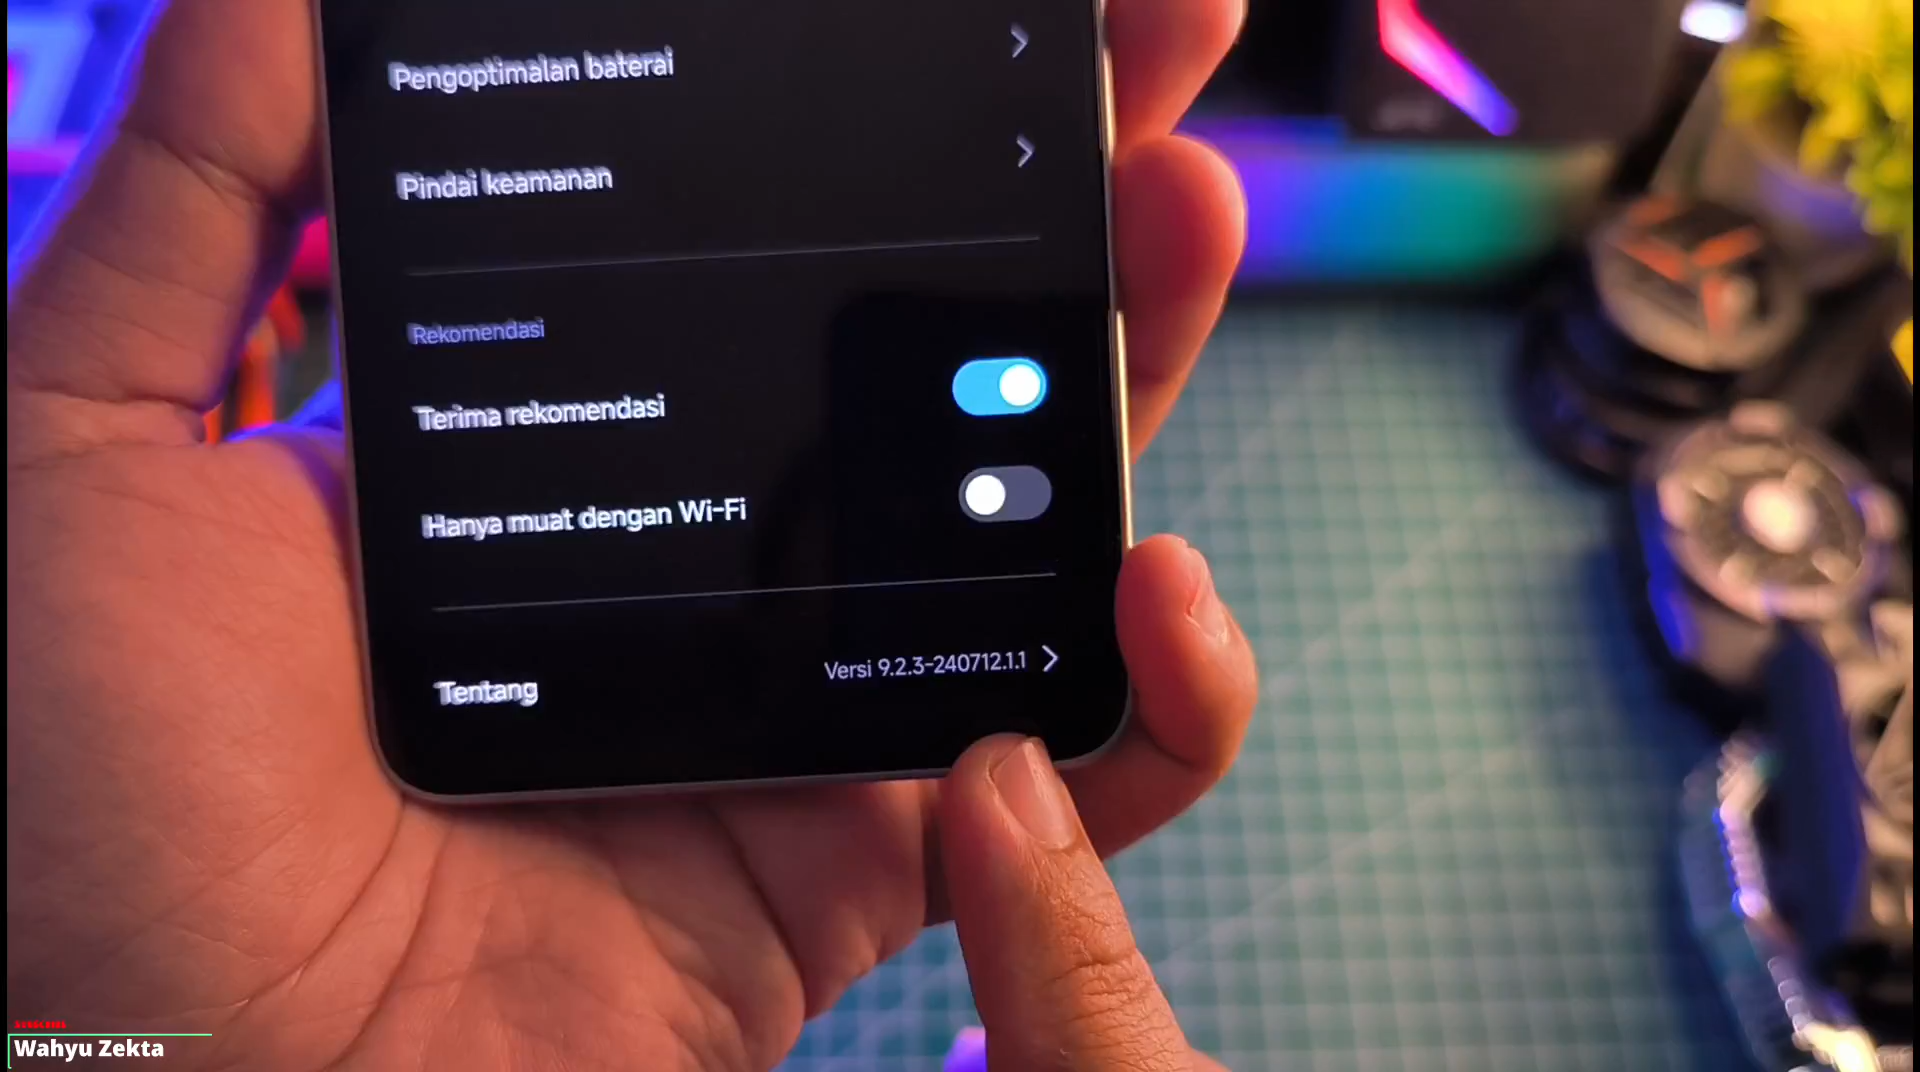 Pengoptimalan baterai
Pindai keamanan
Rekomendasi
Terima rekomendasi
Hanya muat dengan Wi-Fi
Tentang
Versi 9.2.3-240712.1.1
SUBSCRIBE
Wahyu Zekta